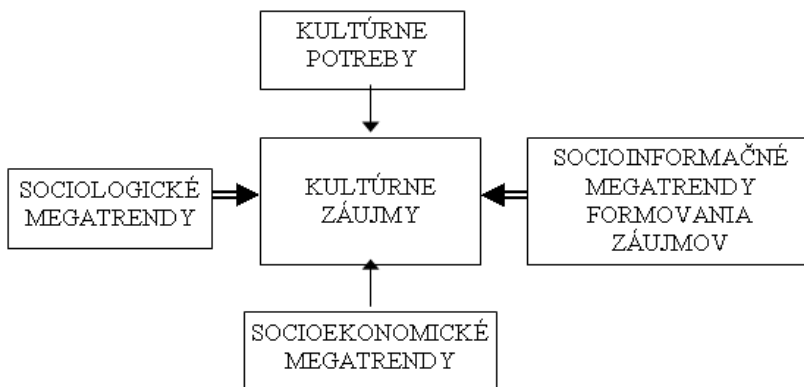 KULTÚRNE
POTREBY
SOCIOLOGICKÉ
MEGATRENDY
KULTÚRNE
ZÁUJMY
SOCIOINFORMAČNÉ
MEGATRENDY
FORMOVANIA
ZÁUJMOV
SOCIOEKONOMICKÉ
MEGATRENDY